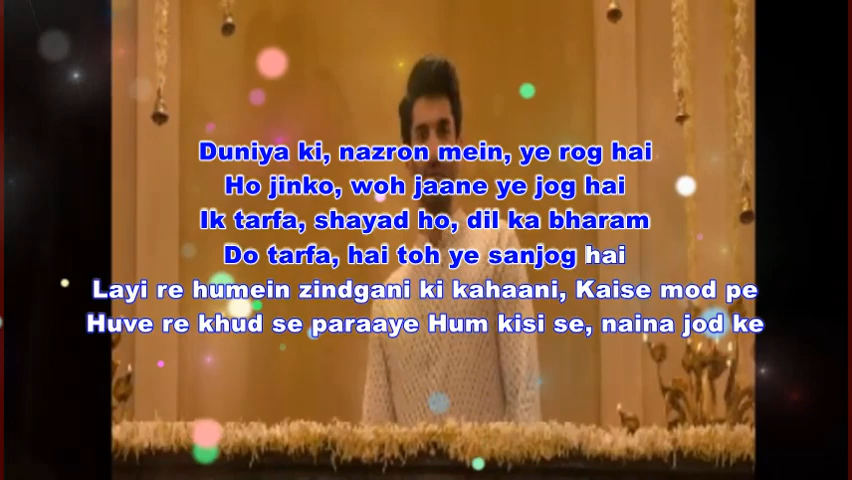 Duniya ki, nazron mein, ye rog hai
Ho jinko, woh jaane ye jog hai
Ik tarfa, shayad ho, dil ka bharam
Do tarfa, hai toh ye sanjog hai
Layi re humein zindgani ki kahaani, Kaise mod pe
Huve re khud se paraaye Hum kisi se, naina jod ke